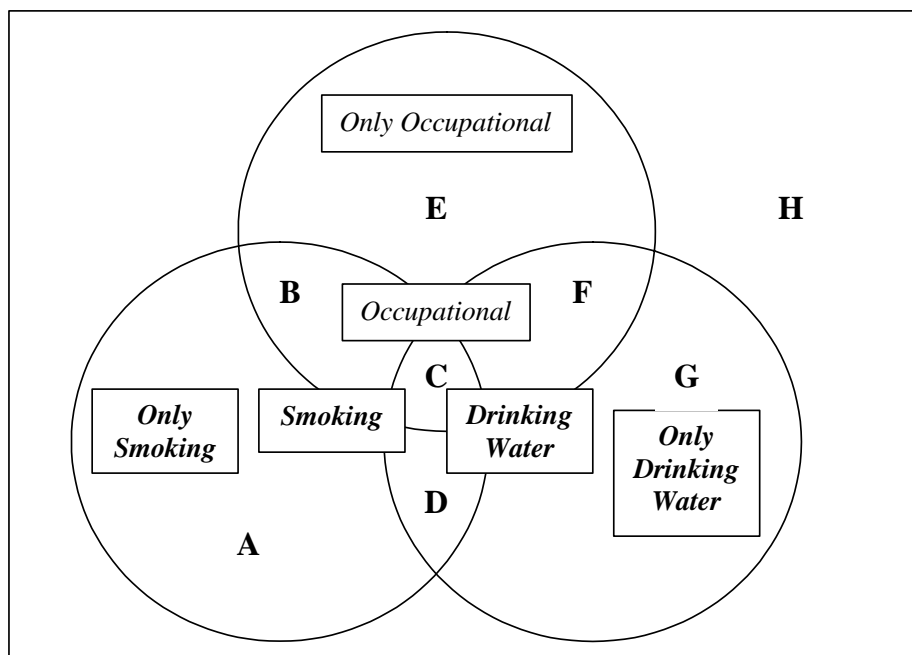 Only Occupational
E
H
B
F
Occupational
C
G
Only
Smoking
Smoking
Drinking
Water
Only
Drinking
Water
D
A